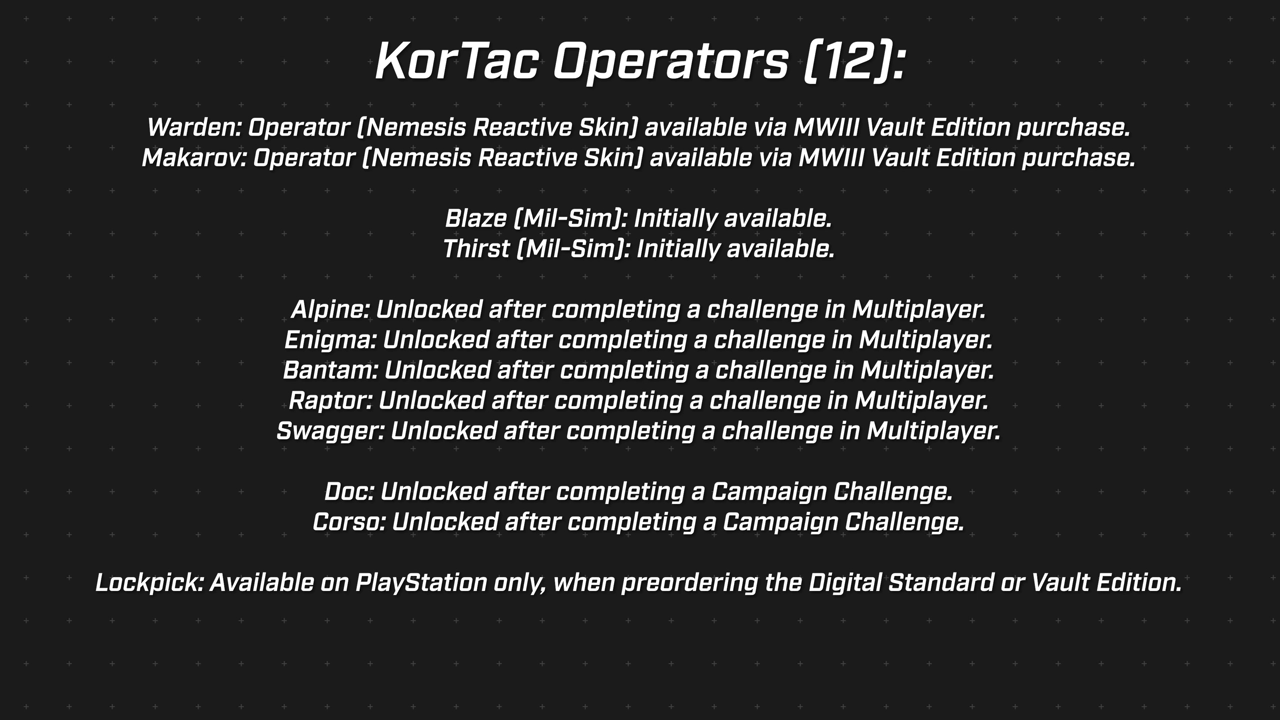 KorTac Operators (12):
Warden: Operator (Nemesis Reactive Skin) available via MWIII Vault Edition purchase.
Makarov: Operator (Nemesis Reactive Skin) available via MWIII Vault Edition purchase.
Blaze (Mil-Sim): Initially available.
Thirst (Mil-Sim): Initially available.
Alpine: Unlocked after completing a challenge in Multiplayer.
Enigma: Unlocked after completing a challenge in Multiplayer.
Bantam: Unlocked after completing a challenge in Multiplayer.
Raptor: Unlocked after completing a challenge in Multiplayer.
Swagger: Unlocked after completing a challenge in Multiplayer.
Doc: Unlocked after completing a Campaign Challenge.
Corso: Unlocked after completing a Campaign Challenge.
Lockpick: Available on PlayStation only, when preordering the Digital Standard or Vault Edition.